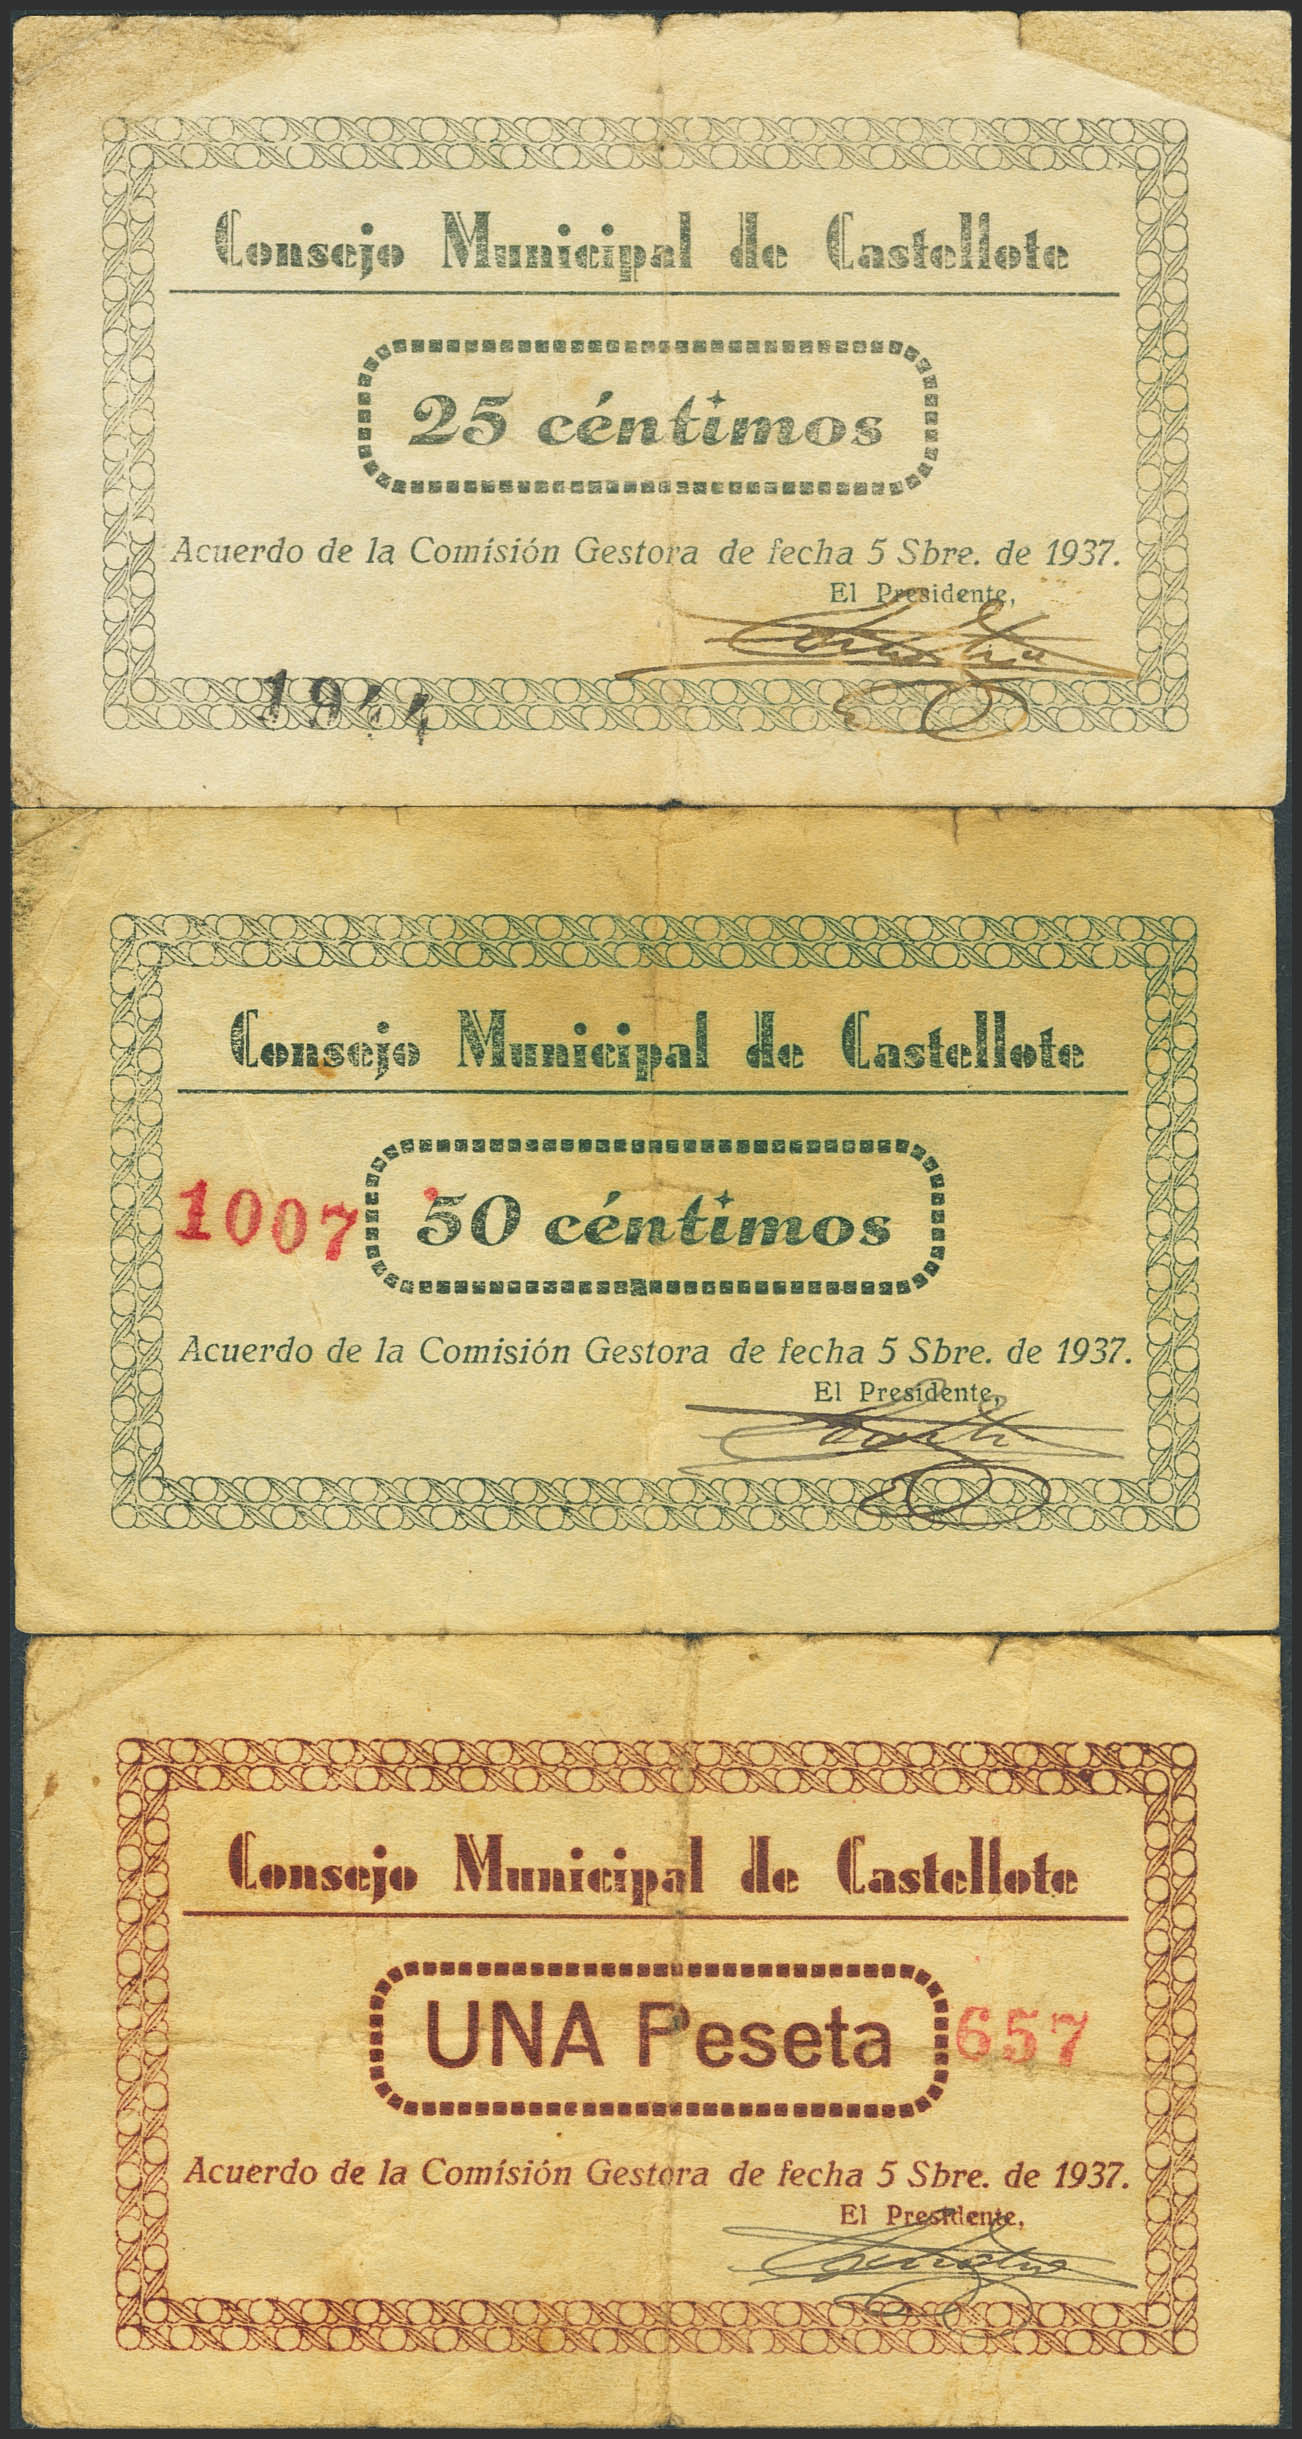 Consejo Municipal de Castellote
25 céntimos
Acuerdo de la Comísión Gestora de fecha 5 Sbre. de 1937.
El Presidente,
1944
Consejo Municipal de Castellote
1007
50 céntimos
Acuerdo de la Comisión Gestora de fecha 5 Sbre. de 1937.
El Presidente,
Consejo Municipal de Castellote
UNA Peseta
657
Acuerdo de la Comísión Gestora de fecha 5 Sbre. de 1937.
El Presidente,